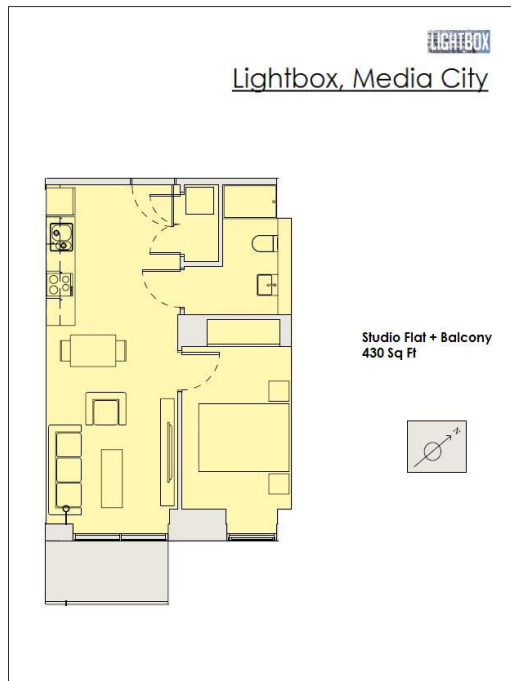 LIGHTBOX
Lightbox, Media City
Studio Flat + Balcony
430 Sq Ft
N